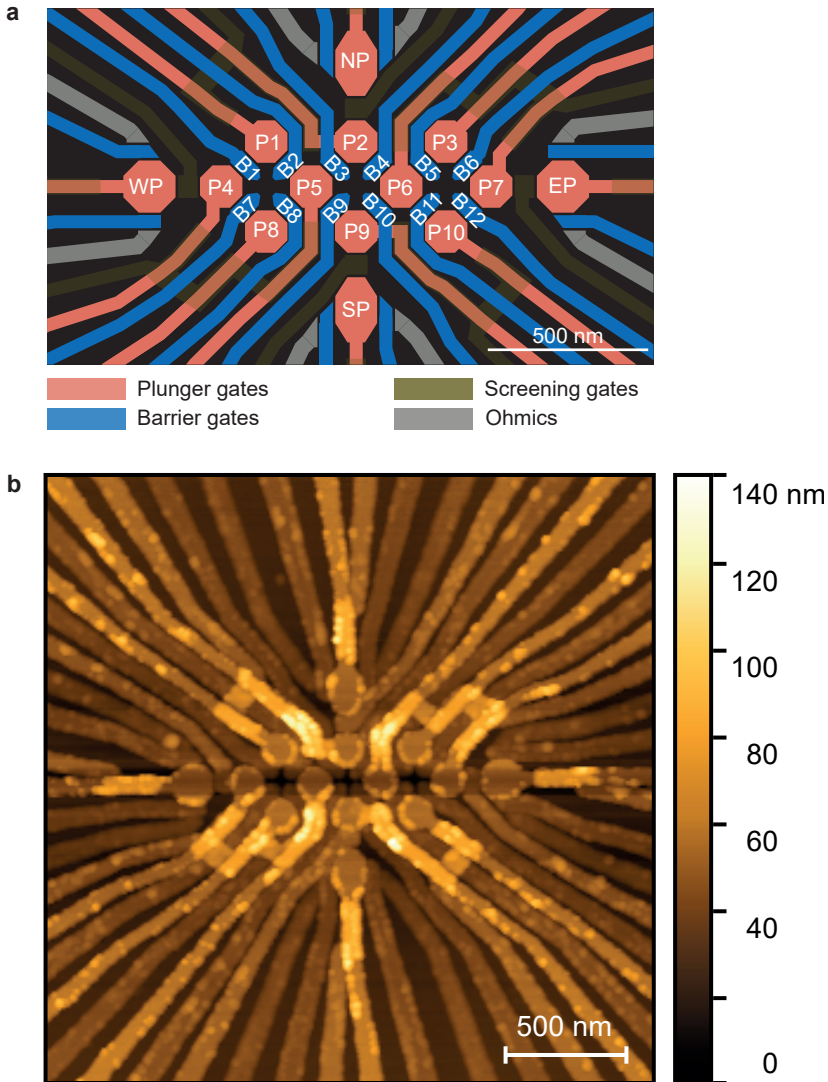 a
NP
P1 P2 P3
B1 B2 B3 B4 B5 B6
WP P4 P5 P6 P7 EP
B7 B8 B9 B10 B11 B12
P8 P9 P10
SP
500 nm
Plunger gates
Screening gates
Barrier gates
Ohmics
b
140 nm
120
100
80
60
40
0
500 nm